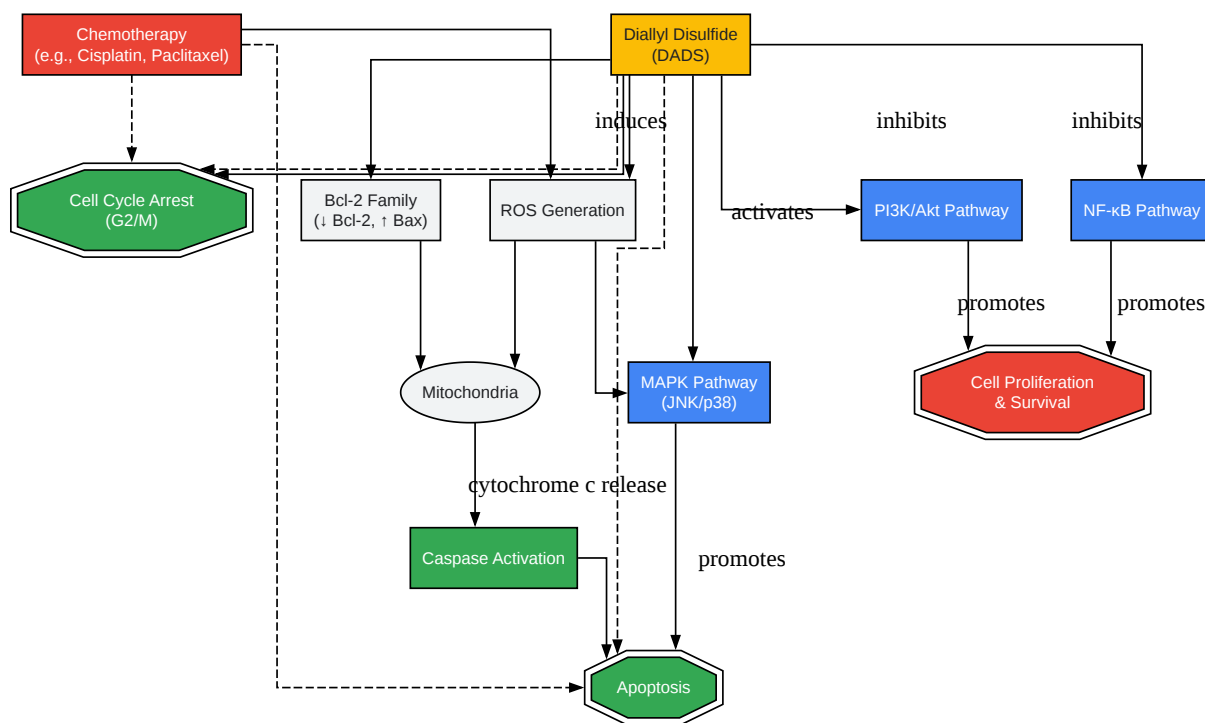 Chemotherapy
(e.g., Cisplatin, Paclitaxel)
Diallyl Disulfide
(DADS)
induces
inhibits
inhibits
Cell Cycle Arrest
(G2/M)
Bcl-2 Family
(↓ Bcl-2, ↑ Bax)
ROS Generation
activates
PI3K/Akt Pathway
NF-κB Pathway
promotes
promotes
Mitochondria
MAPK Pathway
(JNK/p38)
Cell Proliferation
& Survival
cytochrome c release
Caspase Activation
promotes
Apoptosis